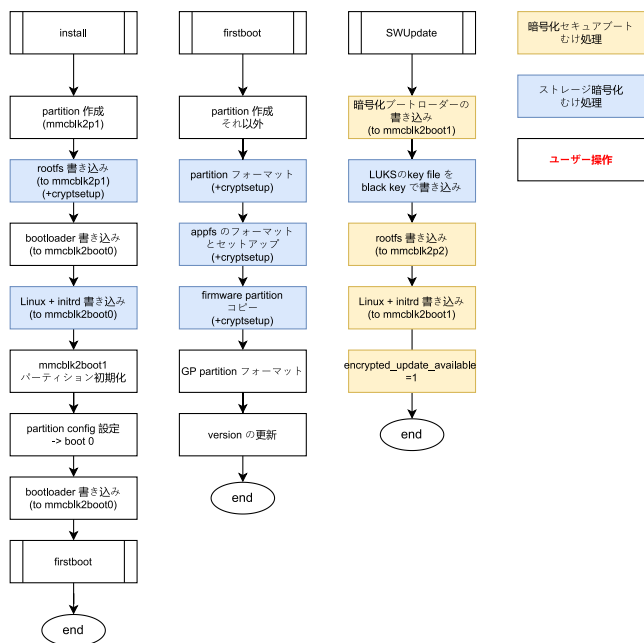 install
partition 作成
(mmcblk2p1)
rootfs 書き込み
(to mmcblk2p1)
(+cryptsetup)
bootloader 書き込み
(to mmcblk2boot0)
Linux + initrd 書き込み
(to mmcblk2boot0)
mmcblk2boot1
パーティション初期化
partition config 設定
-> boot 0
bootloader 書き込み
(to mmcblk2boot0)
firstboot
end
firstboot
partition 作成
それ以外
partition フォーマット
(+cryptsetup)
appfs のフォーマット
とセットアップ
(+cryptsetup)
firmware partition
コピー
(+cryptsetup)
GP partition フォーマット
version の更新
end
SWUpdate
暗号化ブートローダーの
書き込み
(to mmcblk2boot1)
LUKSのkey file を
black key で書き込み
rootfs 書き込み
(to mmcblk2p2)
Linux + initrd 書き込み
(to mmcblk2boot1)
encrypted_update_available
=1
end
暗号化セキュアブート
むけ処理
ストレージ暗号化
むけ処理
ユーザー操作